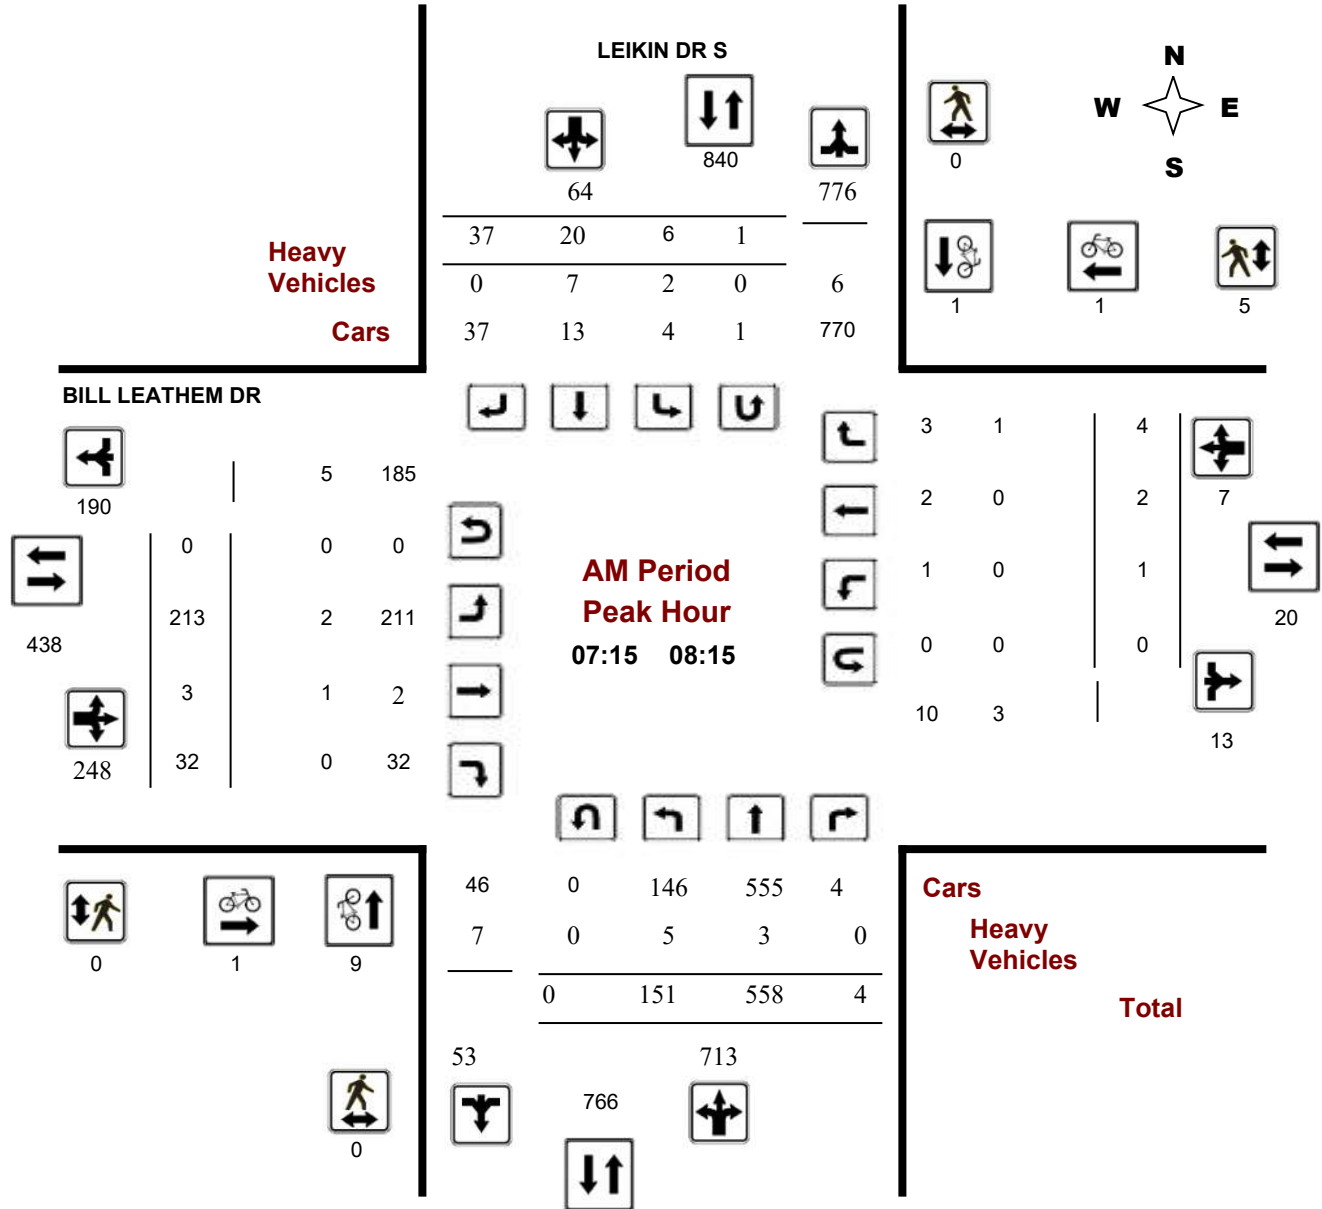 LEIKIN DR S
N
W E
S
840
0
64
776
37 20 6 1
Heavy
Vehicles
0 7 2 0 6
1 1 5
Cars
37 13 4 1 770
BILL LEATHEM DR
3 1 4
5 185
190
2 0 2 7
0 0 0
AM Period
1 0 1
Peak Hour
213 2 211
20
438
07:15 08:15
0 0 0
3 1 2
10 3
13
248 32 0 32
46 0 146 555 4
Cars
7 0 5 3 0
Heavy
Vehicles
0 1 9
0 151 558 4
Total
53 713
766
0